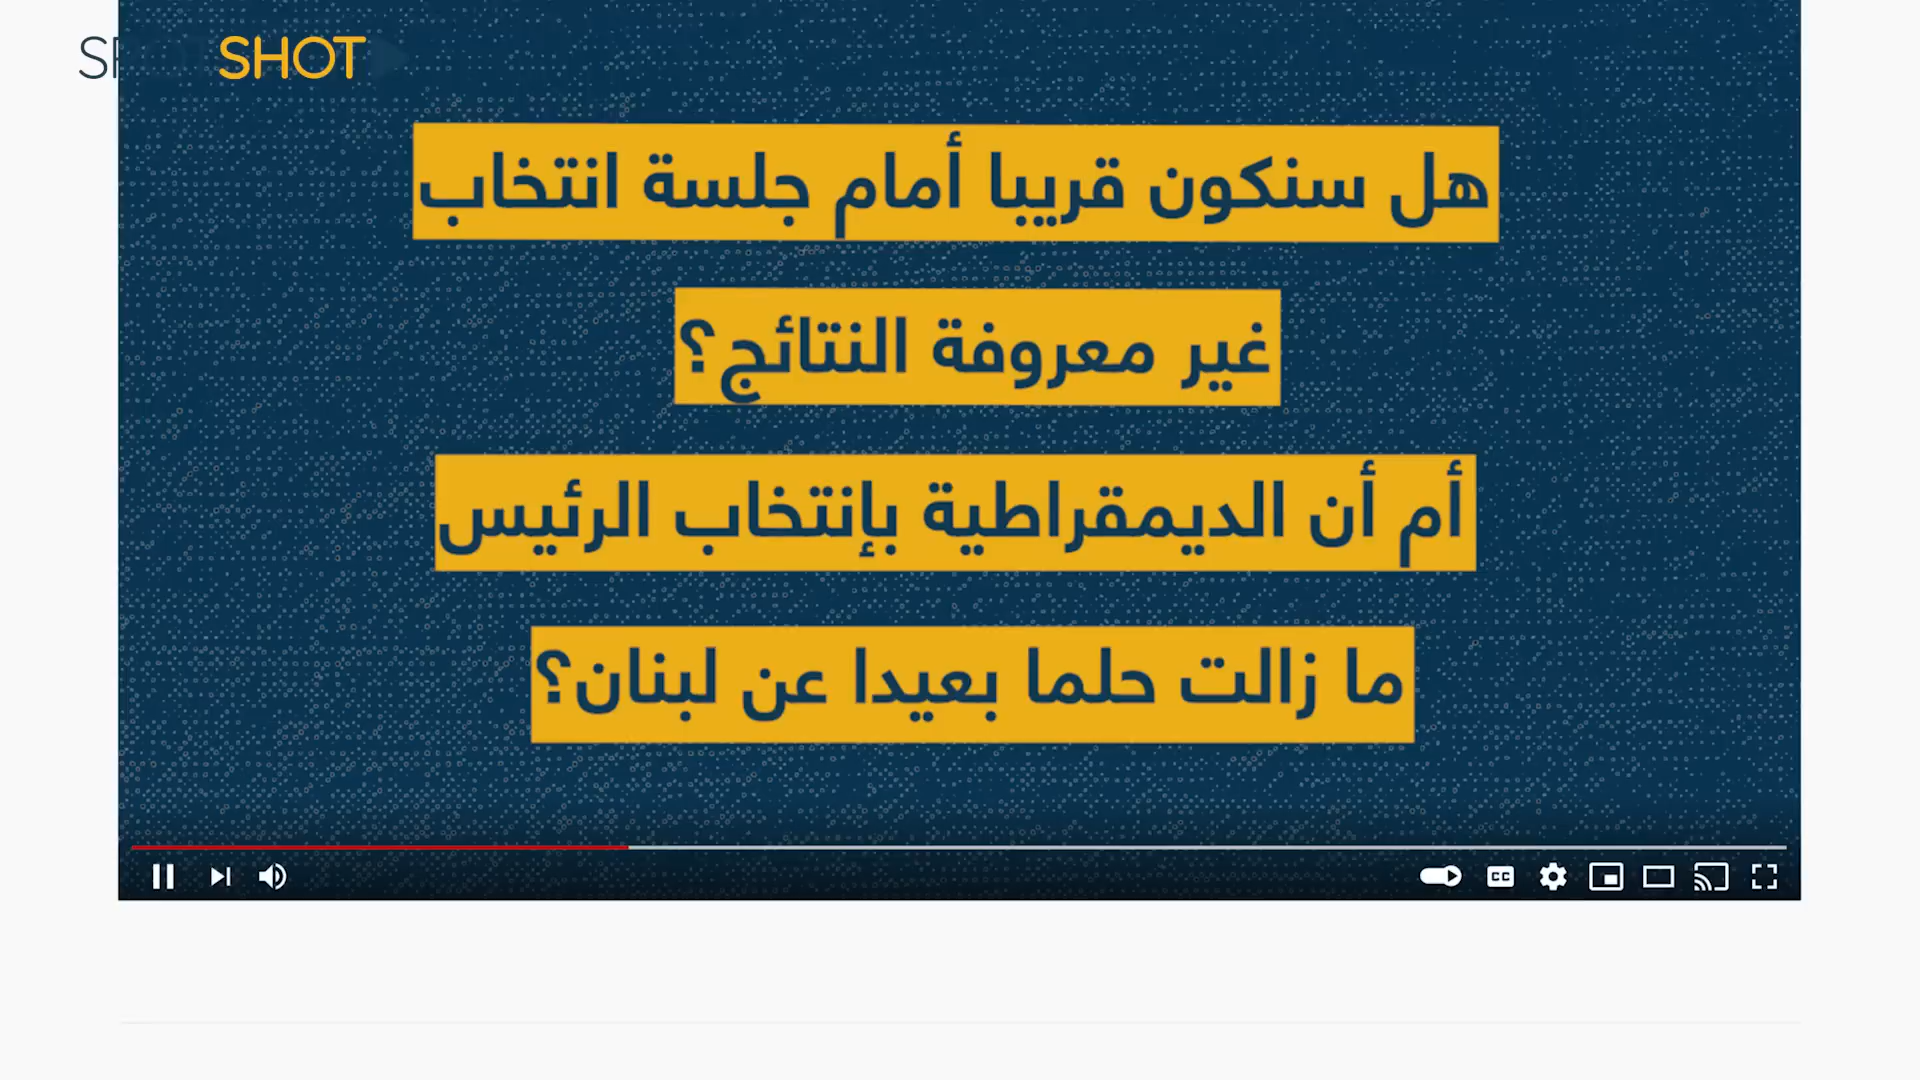 SHOT
هل سنكون قريبا أمام جلسة انتخاب
غير معروفة النتائج؟
أم أن الديمقراطية بإنتخاب الرئيس
ما زالت حلما بعيدا عن لبنان؟
CC